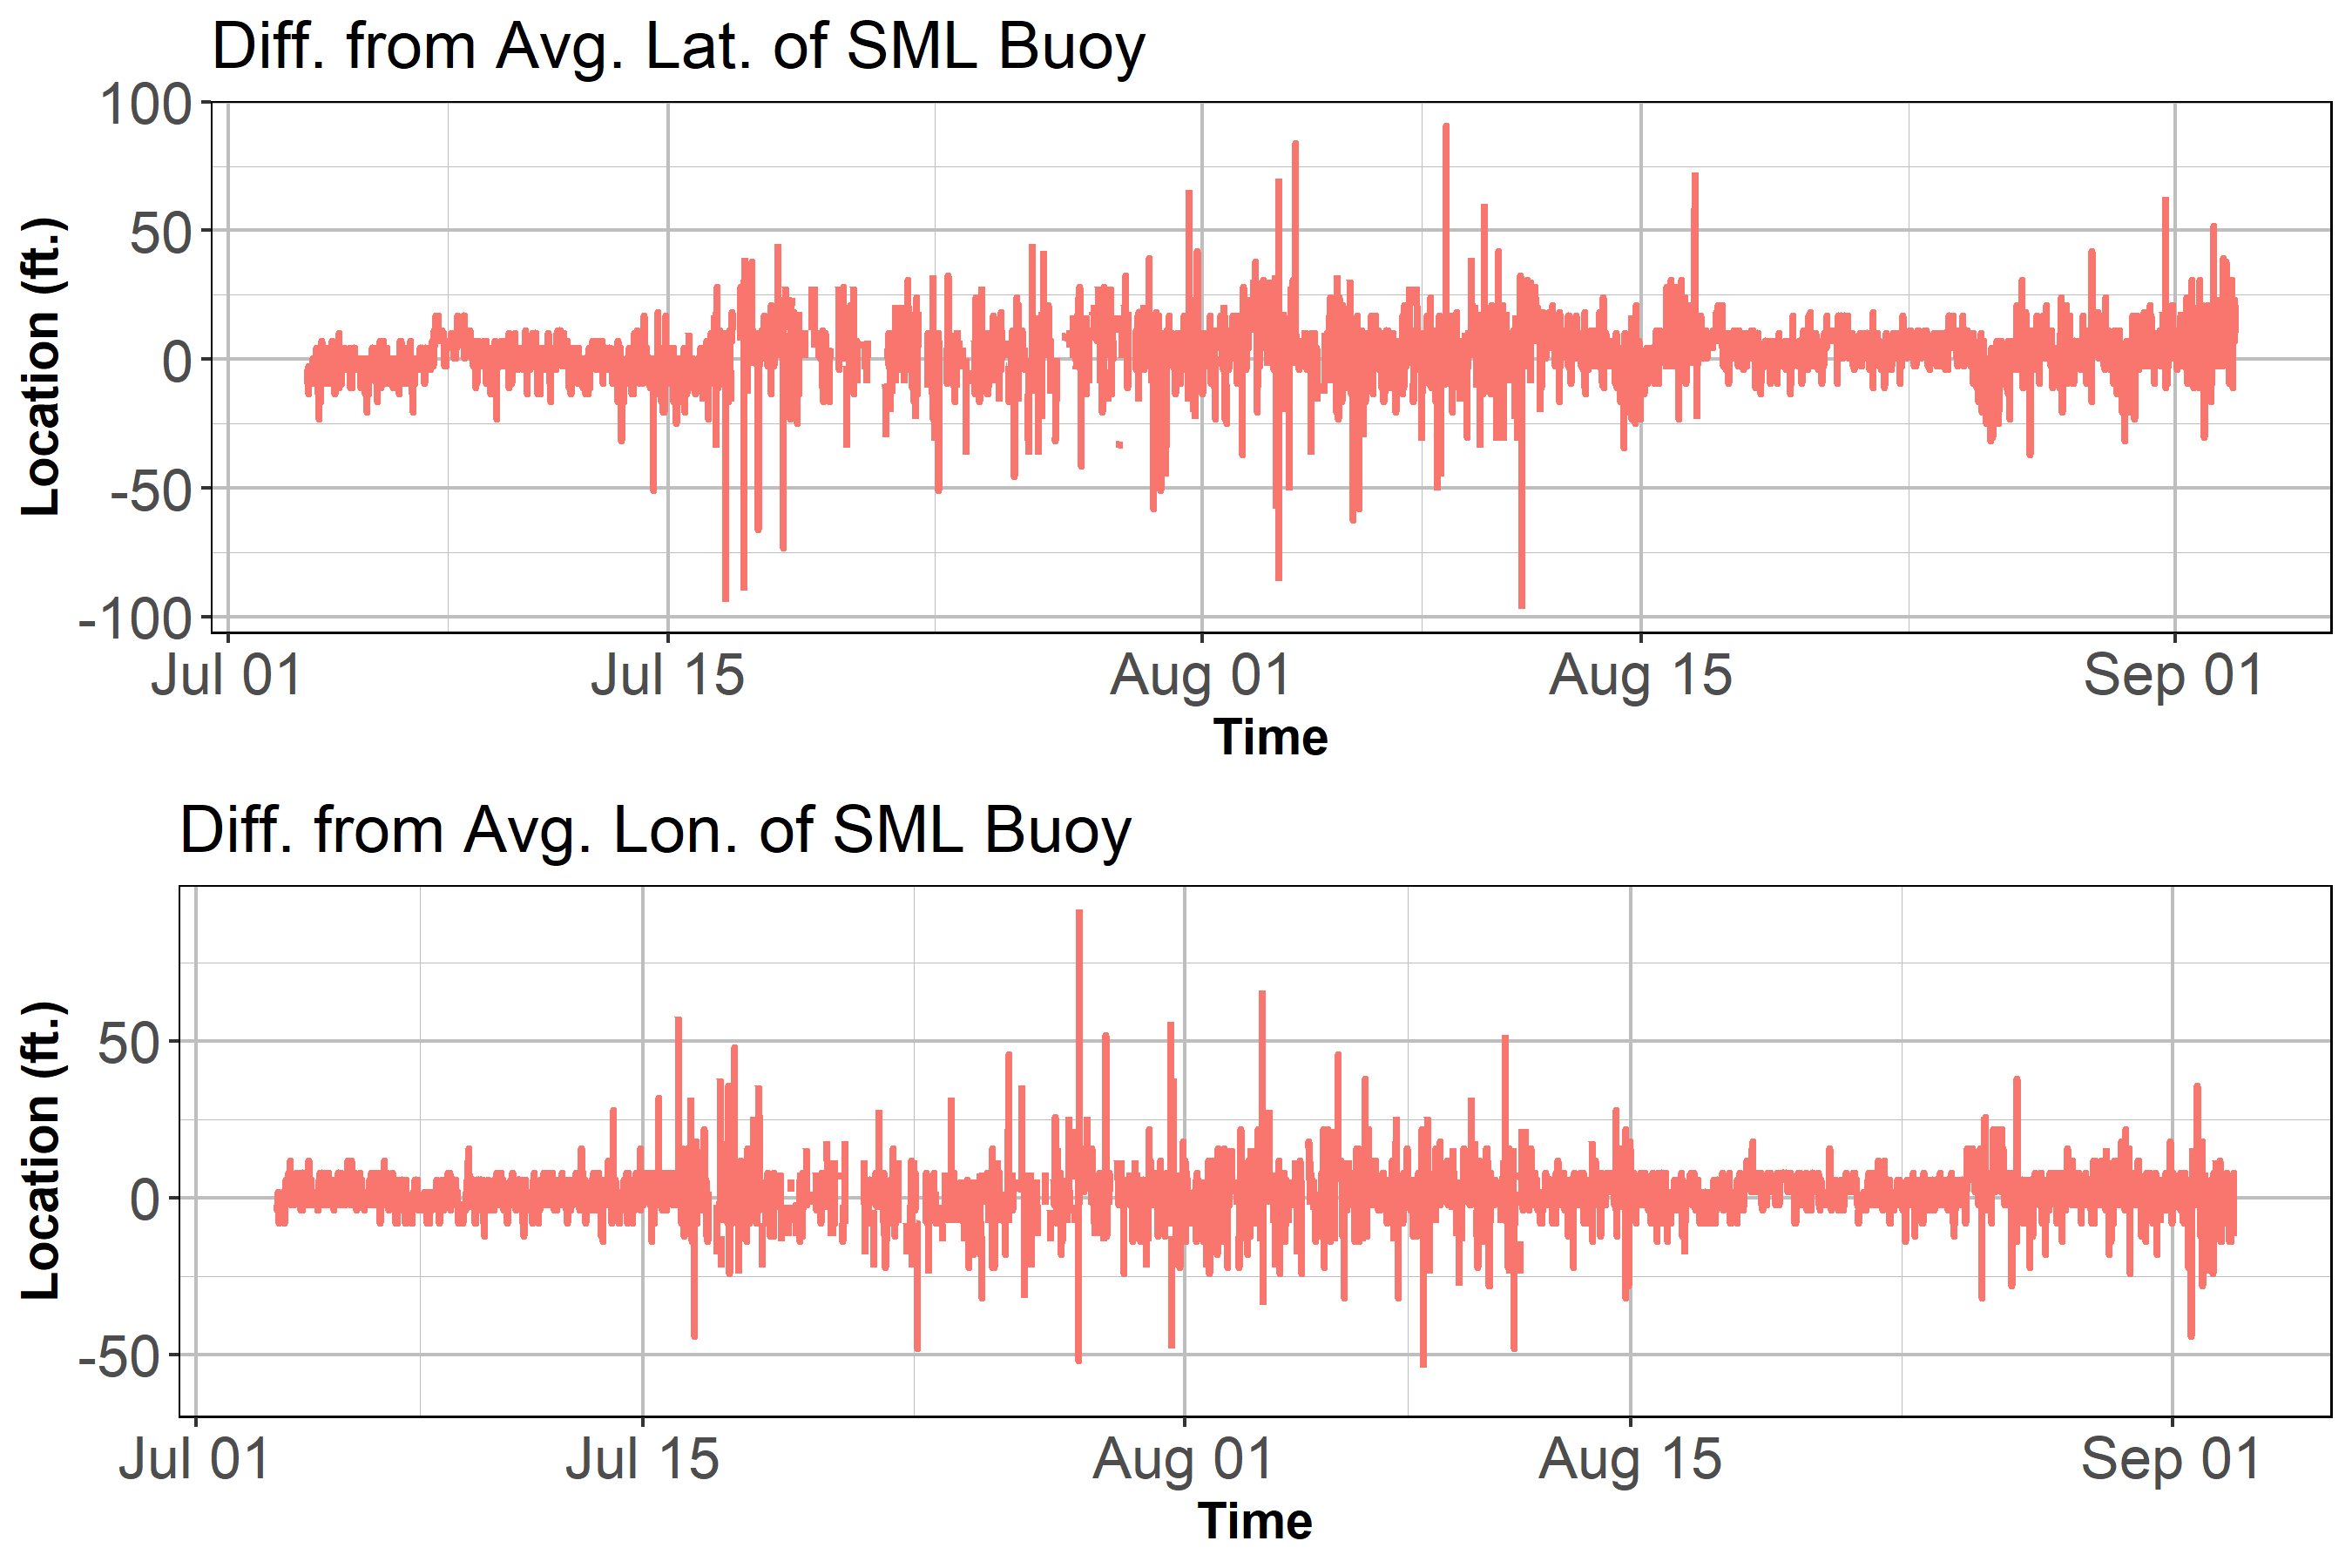 Diff. from Avg. Lat. of SML Buoy
100
50
0
-50
-100
Location (ft.)
Jul 01 Jul 15 Aug 01 Aug 15 Sep 01
Time
Diff. from Avg. Lon. of SML Buoy
50
0
-50
Location (ft.)
Jul 01 Jul 15 Aug 01 Aug 15 Sep 01
Time